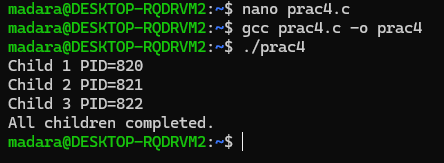 madara@DESKTOP-RQDRVM2:~$ nano prac4.c
madara@DESKTOP-RQDRVM2:~$ gcc prac4.c -o prac4
madara@DESKTOP-RQDRVM2:~$ ./prac4
Child 1 PID=820
Child 2 PID=821
Child 3 PID=822
All children completed.
madara@DESKTOP-RQDRVM2:~$